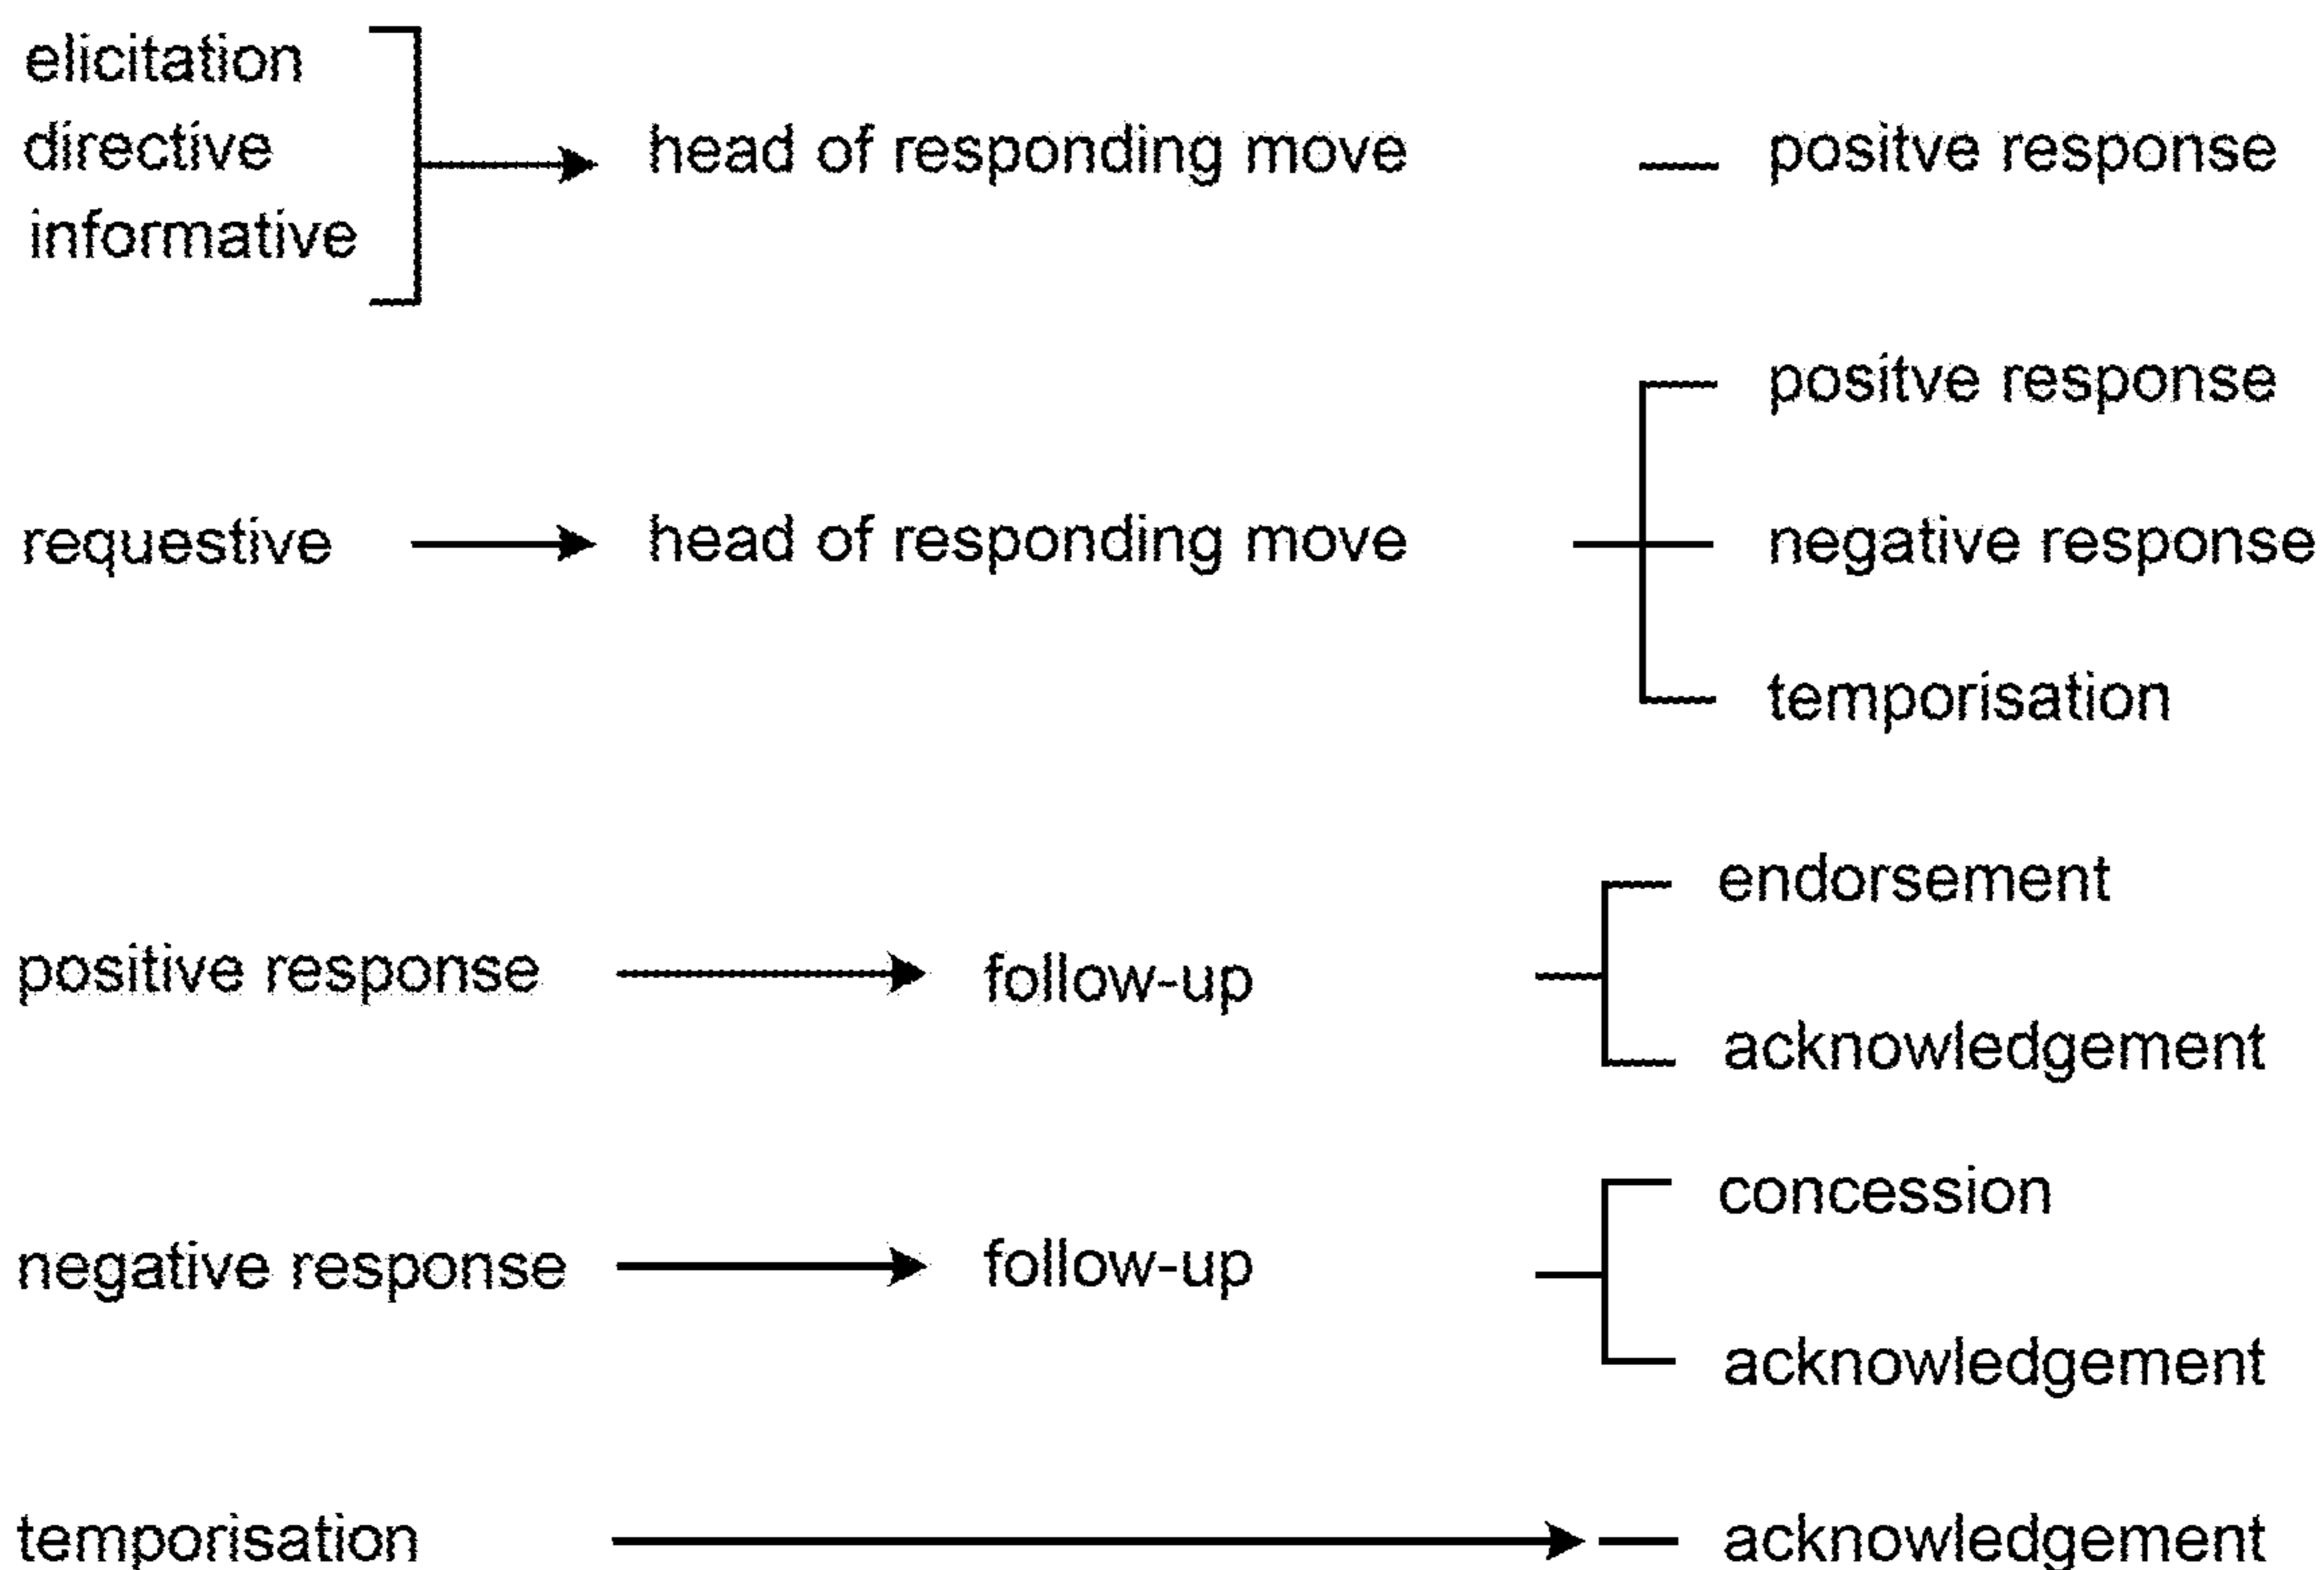 elicitation
directive
informative
head of responding move
positve response
requestive
head of responding move
positve response
negative response
temporisation
positive response
follow-up
endorsement
acknowledgement
negative response
follow-up
concession
acknowledgement
temporisation
acknowledgement